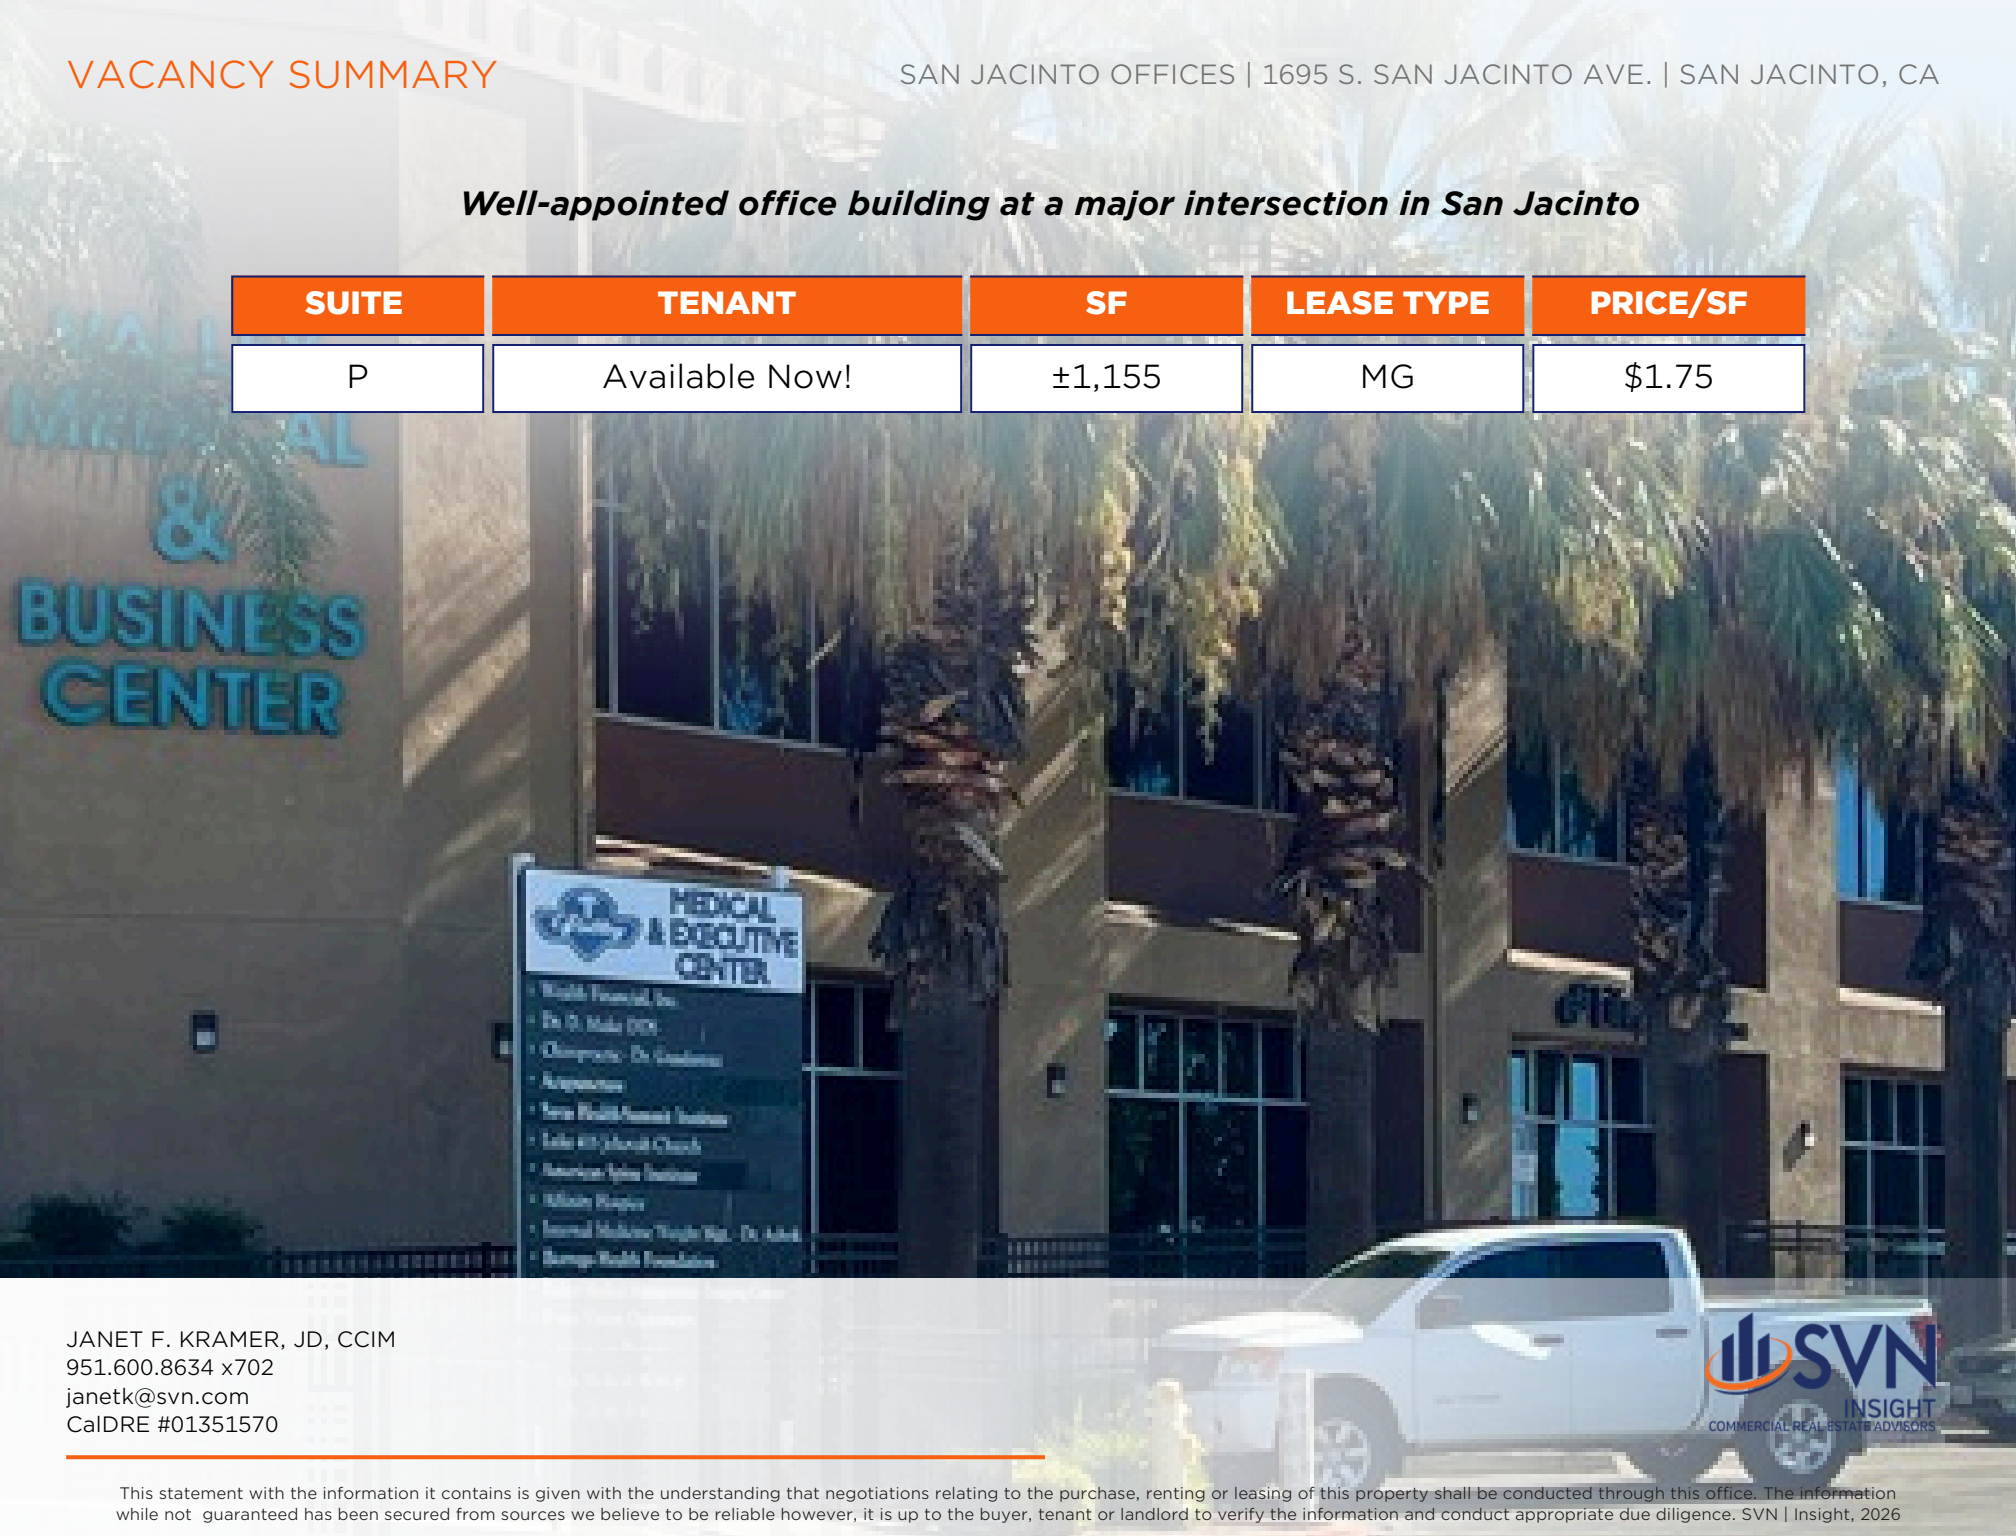 VACANCY SUMMARY
SAN JACINTO OFFICES | 1695 S. SAN JACINTO AVE. | SAN JACINTO, CA
Well-appointed office building at a major intersection in San Jacinto
SUITE TENANT SF LEASE TYPE PRICE/SF
P Available Now! ±1,155 MG $1.75
&
BUSINESS
CENTER
MEDICAL
& EXECUTIVE
CENTER
JANET F. KRAMER, JD, CCIM
951.600.8634 x702
janetk@svn.com
CalDRE #01351570
SVN
INSIGHT
COMMERCIAL REAL ESTATE ADVISORS
This statement with the information it contains is given with the understanding that negotiations relating to the purchase, renting or leasing of this property shall be conducted through this office. The information
while not guaranteed has been secured from sources we believe to be reliable however, it is up to the buyer, tenant or landlord to verify the information and conduct appropriate due diligence. SVN | Insight, 2026